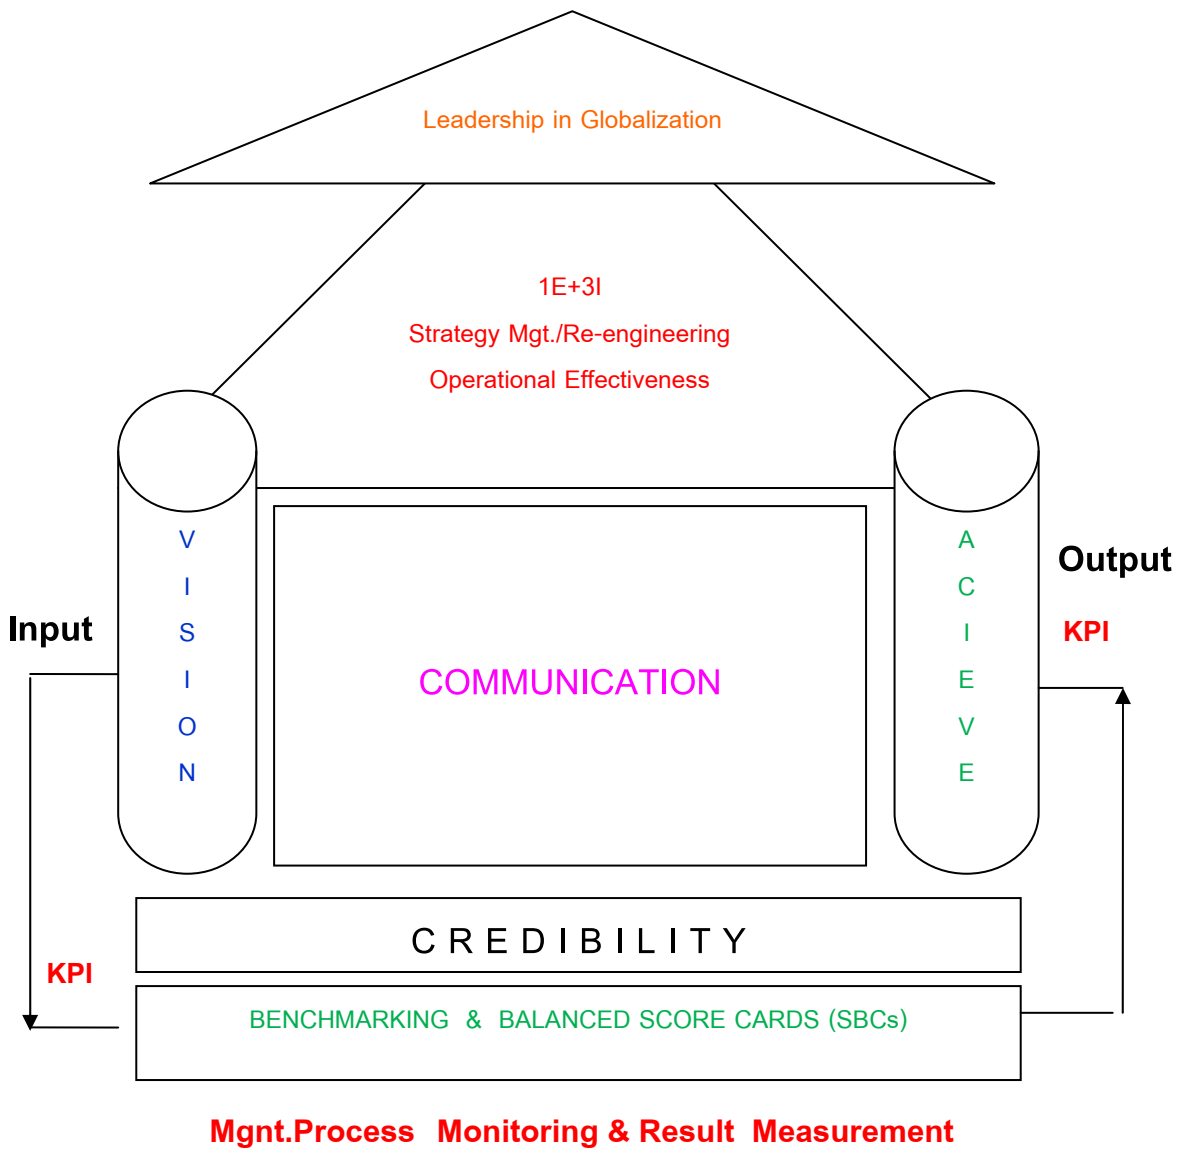 Leadership in Globalization
1E+3I
Strategy Mgt./Re-engineering
Operational Effectiveness
V
I
S
I
O
N
A
C
I
E
V
E
Output
KPI
Input
COMMUNICATION
C R E D I B I L I T Y
KPI
BENCHMARKING & BALANCED SCORE CARDS (SBCs)
Mgnt.Process Monitoring & Result Measurement